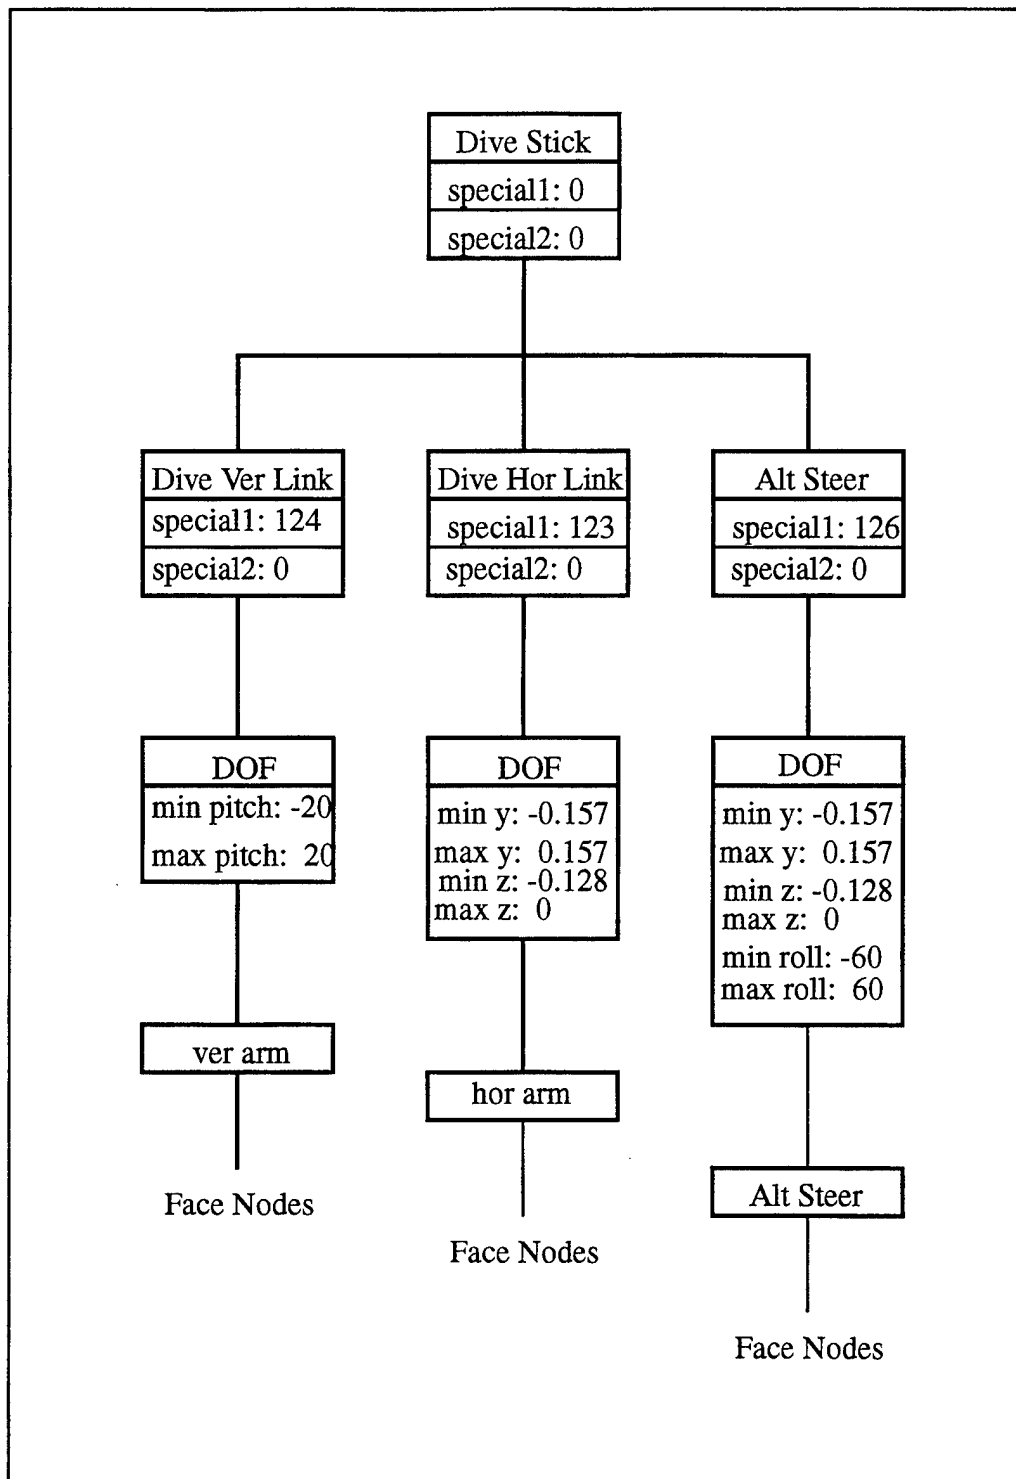 Dive Stick
special1: 0
special2: 0
Dive Ver Link
special1: 124
special2: 0
Dive Hor Link
special1: 123
special2: 0
Alt Steer
special1: 126
special2: 0
DOF
min pitch: -20
max pitch: 20
DOF
min y: -0.157
max y: 0.157
min z: -0.128
max z: 0
DOF
min y: -0.157
max y: 0.157
min z: -0.128
max z: 0
min roll: -60
max roll: 60
ver arm
Face Nodes
hor arm
Face Nodes
Alt Steer
Face Nodes